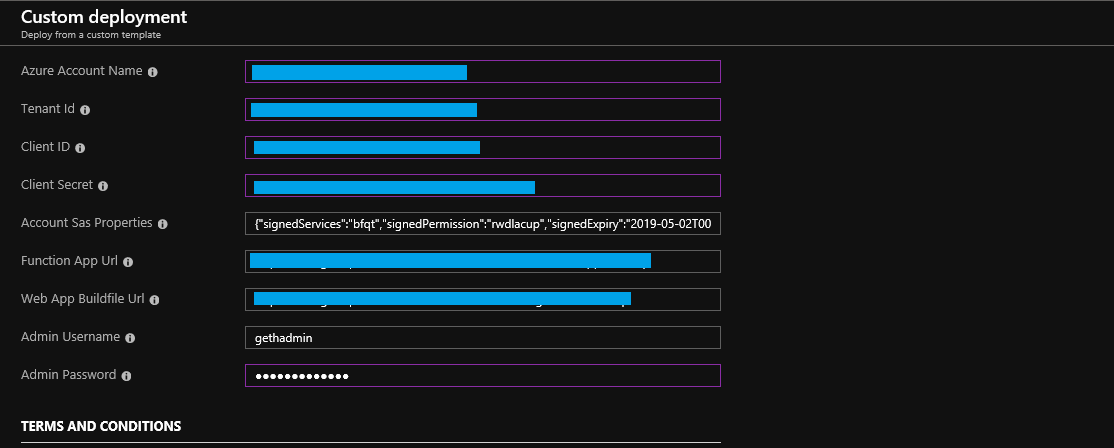 Custom deployment
Deploy from a custom template
Azure Account Name
Tenant Id
Client ID
Client Secret
Account Sas Properties {"signedServices":"bfqt","signedPermission":"rwdlacup","signedExpiry":"2019-05-02T00
Function App Url
Web App Buildfile Url
Admin Username gethadmin
Admin Password •••••••••••••
TERMS AND CONDITIONS